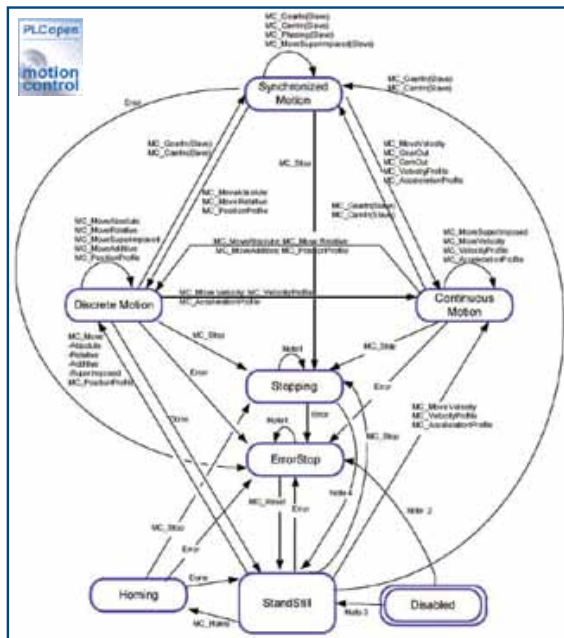 PLCopen
motion
control
MC_GearIn(Slave)
MC_CamIn(Slave)
MC_Phasing(Slave)
MC_MoveSuperImposed(Slave)
Synchronized
Motion
MC_GearIn(Slave)
MC_CamIn(Slave)
Error
MC_GearIn(Slave)
MC_CamIn(Slave)
MC_Stop
MC_MoveVelocity
MC_GearOut
MC_CamOut
MC_VelocityProfile
MC_AccelerationProfile
MC_MoveAbsolute
MC_MoveRelative
MC_PositionProfile
MC_GearIn(Slave)
MC_CamIn(Slave)
MC_MoveAbsolute
MC_MoveRelative
MC_MoveSuperImposed
MC_MoveAdditive
MC_PositionProfile
MC_MoveAbsolute; MC_Move Relative
MC_MoveAdditive; MC_PositionProfile
MC_MoveSuperImposed
MC_MoveVelocity
MC_VelocityProfile
MC_AccelerationProfile
Discrete Motion
MC_Move Velocity; MC_VelocityProfile
MC_AccelerationProfile
Continuous
Motion
MC_Move
-Absolute
-Relative
-Additive
-SuperImposed
MC_PositionProfile
MC_Stop
Note1
MC_Stop
Error
Stopping
Error
Done
Note1
Error
MC_Stop
MC_MoveVelocity
MC_VelocityProfile
MC_AccelerationProfile
ErrorStop
MC_Stop
Error
MC_Reset
Error
Note 4
Note 2
Homing
Done
StandStill
Disabled
MC_Home
Note 3